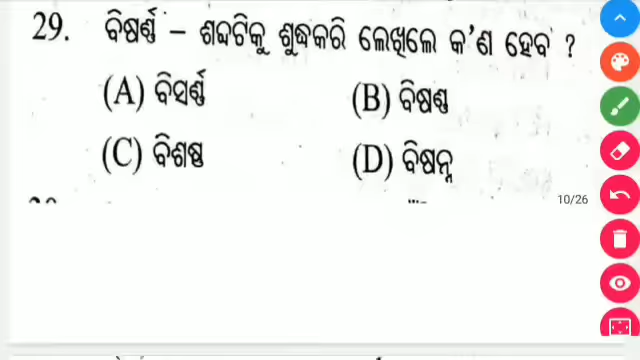 29. ବିଷର୍ଣ୍ଣ – ଶବ୍ଦଟିକୁ ଶୁଦ୍ଧକରି ଲେଖିଲେ କ'ଣ ହେବ ?
(A) ବିସର୍ଣ୍ଣ (B) ବିଷଣ୍ଣ
(C) ବିଶଷ୍ଣ (D) ବିଷନ୍ନ
10/26